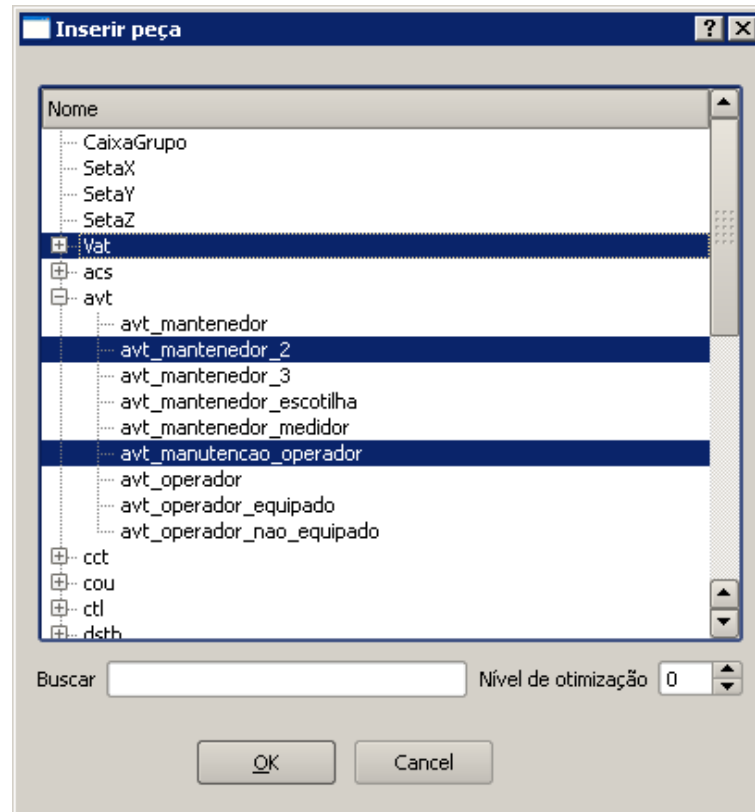 Inserir peça
Nome
CaixaGrupo
SetaX
SetaY
SetaZ
Vat
acs
avt
avt_mantenedor
avt_mantenedor_2
avt_mantenedor_3
avt_mantenedor_escotilha
avt_mantenedor_medidor
avt_manutencao_operador
avt_operador
avt_operador_equipado
avt_operador_nao_equipado
cct
cou
ctl
dstb
Buscar Nível de otimização 0
OK Cancel